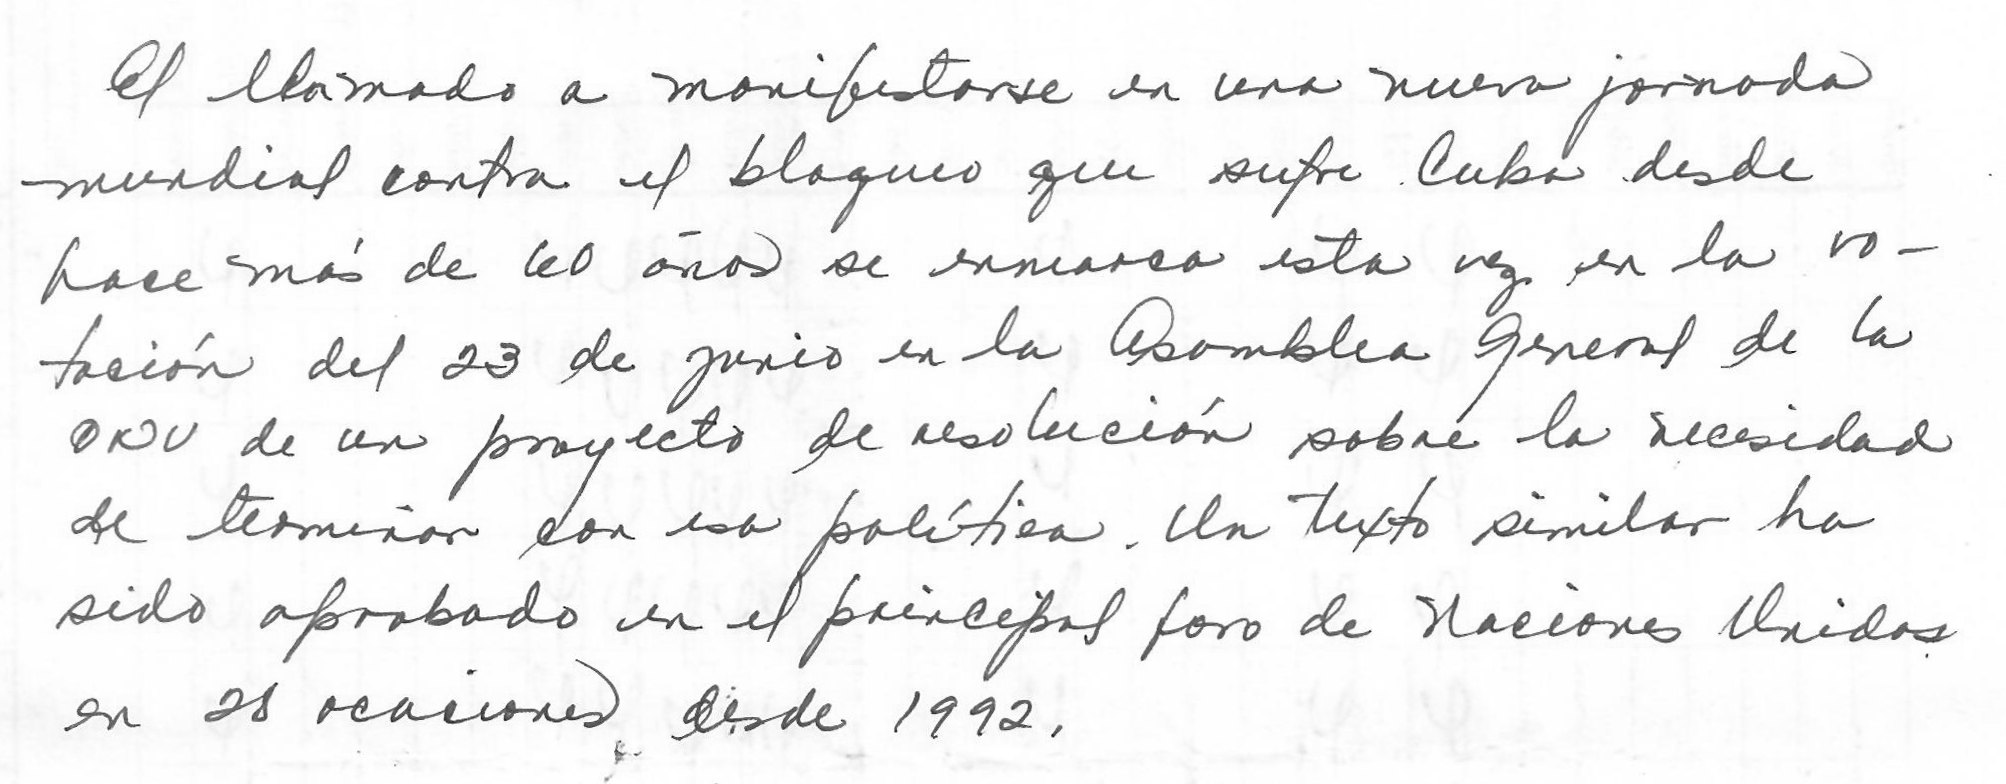 El llamado a manifestarse en una nueva jornada
mundial contra el bloqueo que sufre Cuba desde
hace más de 60 años se enmarca esta vez en la vo-
tación del 23 de junio en la Asamblea General de la
ONU de un proyecto de resolución sobre la necesidad
de terminar con esa política. Un texto similar ha
sido aprobado en el principal foro de Naciones Unidas
en 28 ocaciones desde 1992.